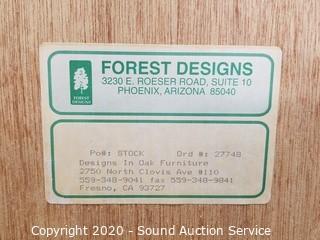 FOREST DESIGNS
3230 E. ROESER ROAD, SUITE 10
PHOENIX, ARIZONA 85040
FOREST
DESIGNS
Po#: STOCK Ord #: 27748
Designs In Oak Furniture
2750 North Clovis Ave #110
559-348-9041 fax 559-348-9841
Fresno, CA 93727
Copyright 2020 - Sound Auction Service